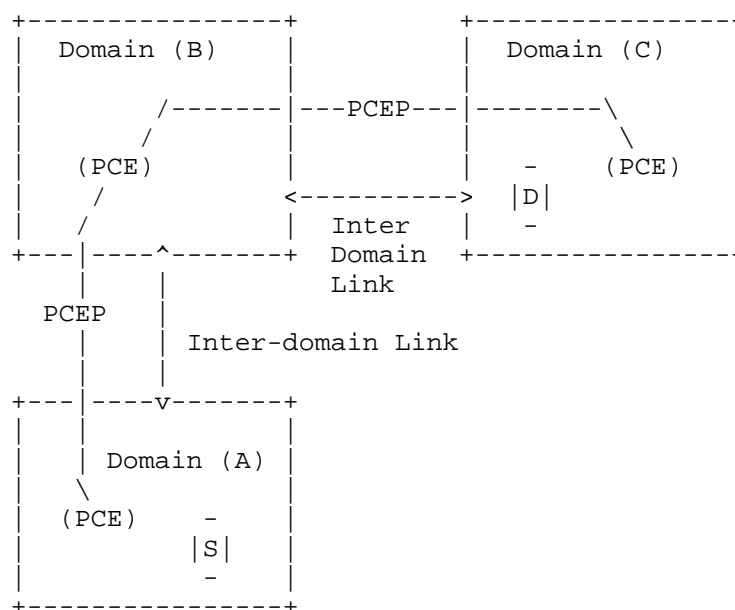 Domain (B) Domain (C)
PCEP
(PCE) - (PCE)
|D|
Inter -
Domain
Link
PCEP
Inter-domain Link
v
Domain (A)
(PCE) -
|S|
-